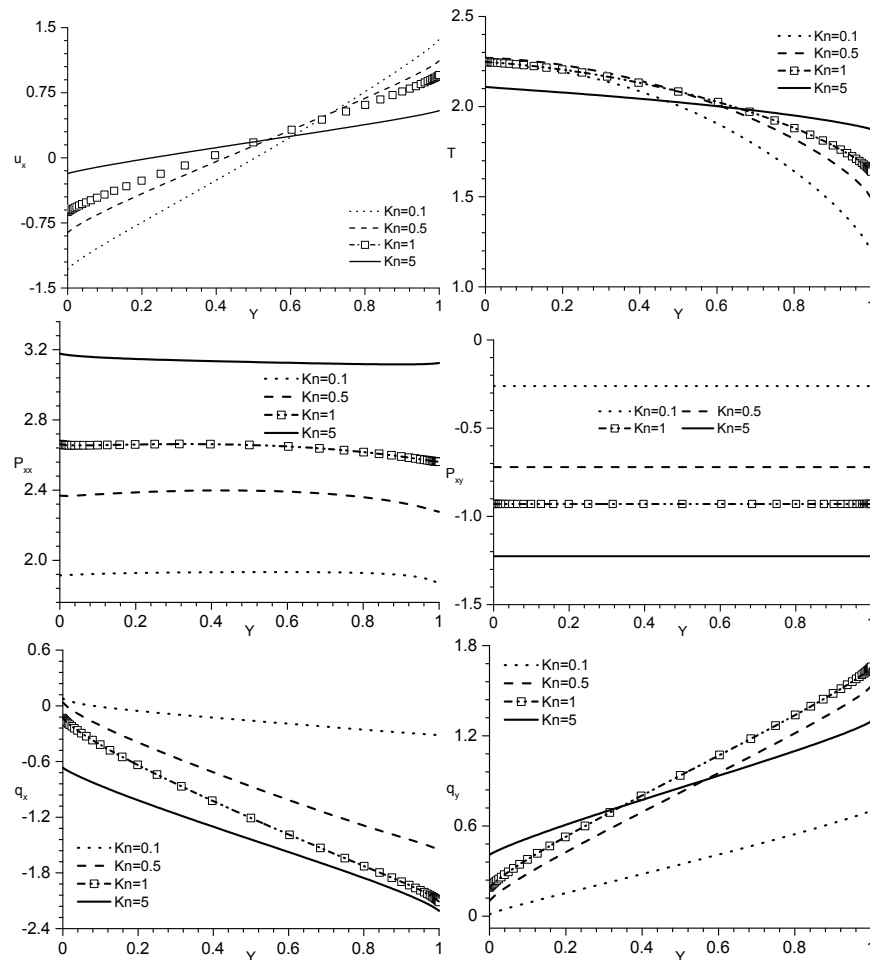 1.5
0.75
0
-0.75
-1.5
u_x
0 0.2 0.4 0.6 0.8 1
Y
Kn=0.1
Kn=0.5
Kn=1
Kn=5
2.5
2.0
1.5
1.0
T
0 0.2 0.4 0.6 0.8 1
Y
Kn=0.1
Kn=0.5
Kn=1
Kn=5
3.2
2.8
2.4
2.0
P_xx
0 0.2 0.4 0.6 0.8 1
Y
Kn=0.1
Kn=0.5
Kn=1
Kn=5
0
-0.5
-1.0
-1.5
P_xy
0 0.2 0.4 0.6 0.8 1
Y
Kn=0.1 Kn=0.5
Kn=1 Kn=5
0.6
0
-0.6
-1.2
-1.8
-2.4
q_x
0 0.2 0.4 0.6 0.8 1
Y
Kn=0.1
Kn=0.5
Kn=1
Kn=5
1.8
1.2
0.6
0
q_y
0 0.2 0.4 0.6 0.8 1
Y
Kn=0.1
Kn=0.5
Kn=1
Kn=5